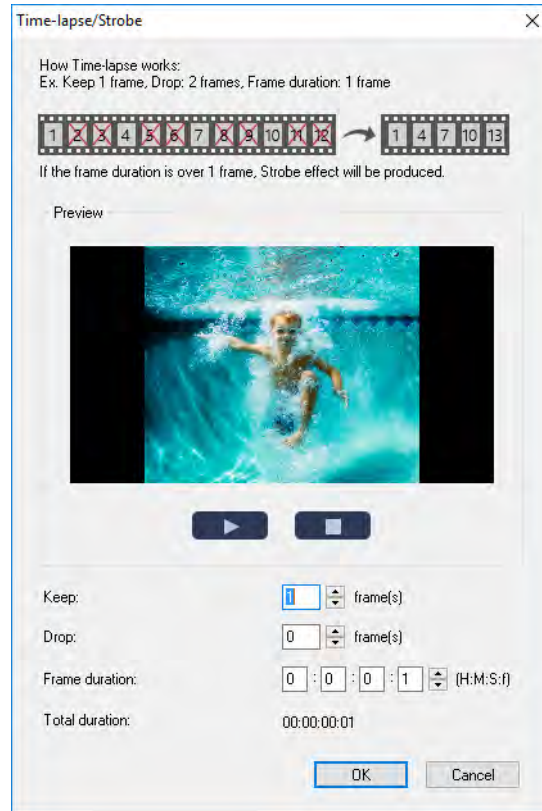 Time-lapse/Strobe
How Time-lapse works:
Ex. Keep 1 frame, Drop: 2 frames, Frame duration: 1 frame
1 2 3 4 5 6 7 8 9 10 11 12 1 4 7 10 13
If the frame duration is over 1 frame, Strobe effect will be produced.
Preview
Keep: 1 frame(s)
Drop: 0 frame(s)
Frame duration: 0 : 0 : 0 : 1 (H:M:S:f)
Total duration: 00:00:00:01
OK Cancel